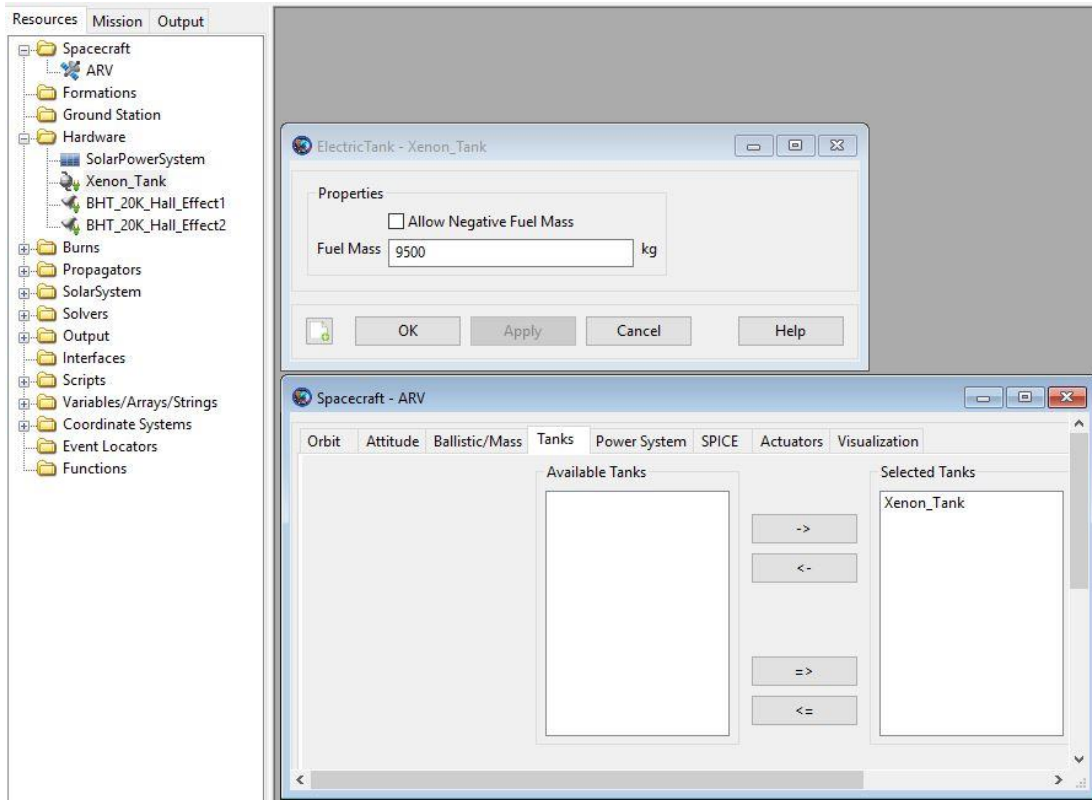 Resources Mission Output
Spacecraft
ARV
Formations
Ground Station
Hardware
SolarPowerSystem
Xenon_Tank
BHT_20K_Hall_Effect1
BHT_20K_Hall_Effect2
Burns
Propagators
SolarSystem
Solvers
Output
Interfaces
Scripts
Variables/Arrays/Strings
Coordinate Systems
Event Locators
Functions
ElectricTank - Xenon_Tank
Properties
Allow Negative Fuel Mass
Fuel Mass 9500 kg
OK Apply Cancel Help
Spacecraft - ARV
Orbit Attitude Ballistic/Mass Tanks Power System SPICE Actuators Visualization
Available Tanks Selected Tanks
Xenon_Tank
->
<-
=>
<=